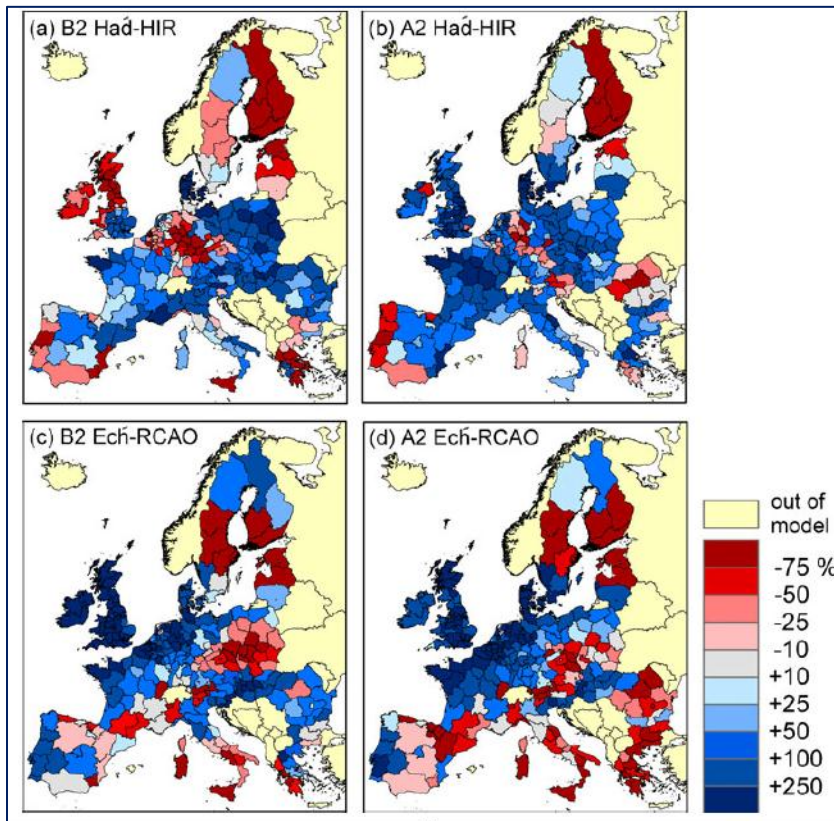 (a) B2 Had-HIR
(b) A2 Had-HIR
(c) B2 Ech-RCAO
(d) A2 Ech-RCAO
out of
model
-75 %
-50
-25
-10
+10
+25
+50
+100
+250